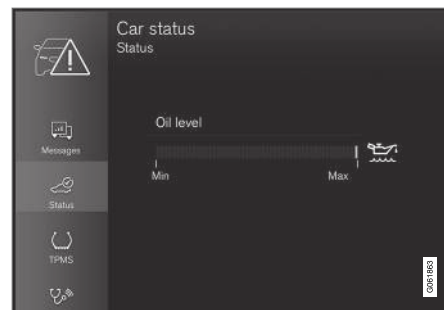 Car status
Status
Messages
Status
TPMS
Oil level
Min Max
G061863